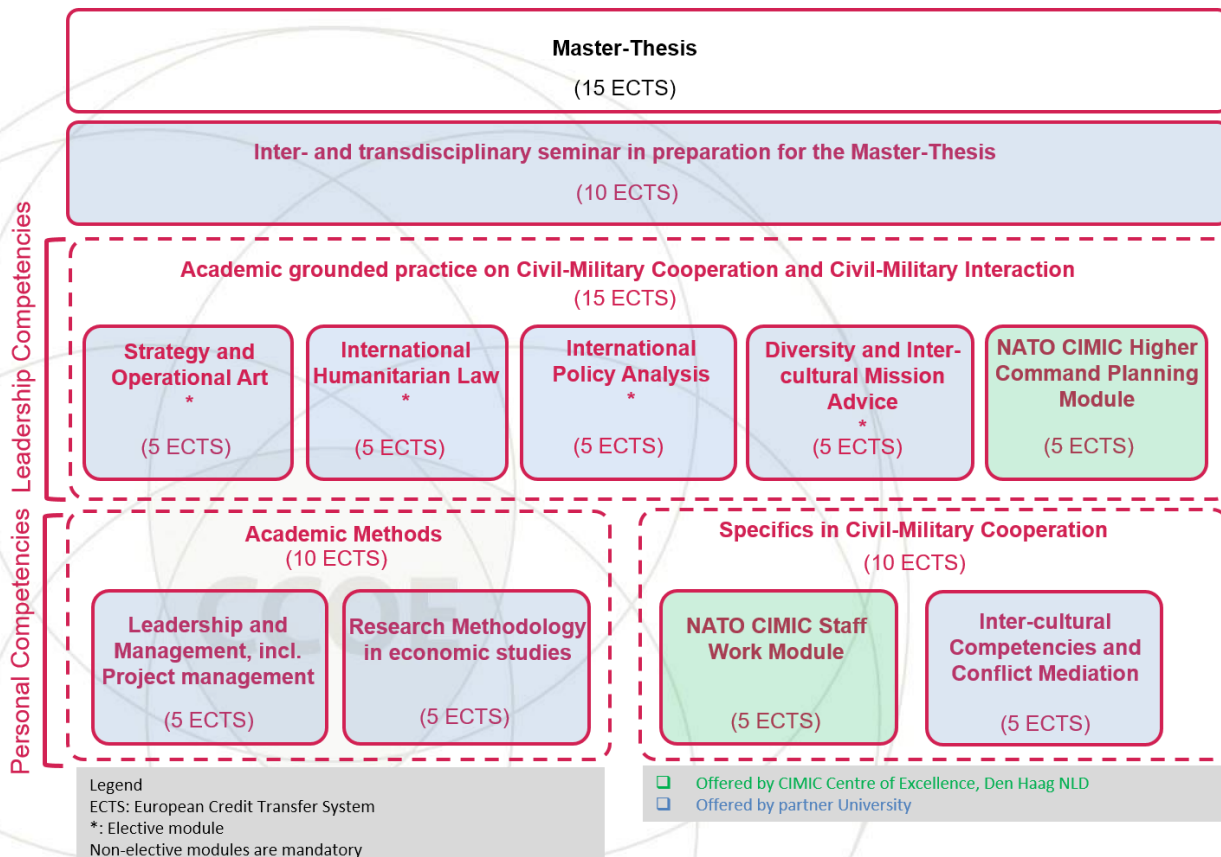 Master-Thesis
(15 ECTS)
Inter- and transdisciplinary seminar in preparation for the Master-Thesis
(10 ECTS)
Leadership Competencies
Academic grounded practice on Civil-Military Cooperation and Civil-Military Interaction
(15 ECTS)
Strategy and
Operational Art
*
(5 ECTS)
International
Humanitarian Law
*
(5 ECTS)
International
Policy Analysis
*
(5 ECTS)
Diversity and Inter-
cultural Mission
Advice
*
(5 ECTS)
NATO CIMIC Higher
Command Planning
Module
(5 ECTS)
Personal Competencies
Academic Methods
(10 ECTS)
Leadership and
Management, incl.
Project management
(5 ECTS)
Research Methodology
in economic studies
(5 ECTS)
Specifics in Civil-Military Cooperation
(10 ECTS)
NATO CIMIC Staff
Work Module
(5 ECTS)
Inter-cultural
Competencies and
Conflict Mediation
(5 ECTS)
CCOE
Legend
ECTS: European Credit Transfer System
*: Elective module
Non-elective modules are mandatory
Offered by CIMIC Centre of Excellence, Den Haag NLD
Offered by partner University